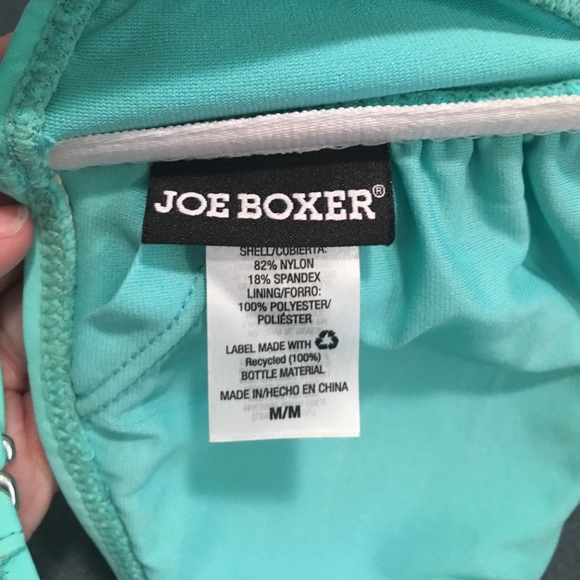 JOE BOXER®
SHELL/CUBIERTA:
82% NYLON
18% SPANDEX
LINING/FORRO:
100% POLYESTER/
POLIÉSTER
LABEL MADE WITH
Recycled (100%)
BOTTLE MATERIAL
MADE IN/HECHO EN CHINA
M/M